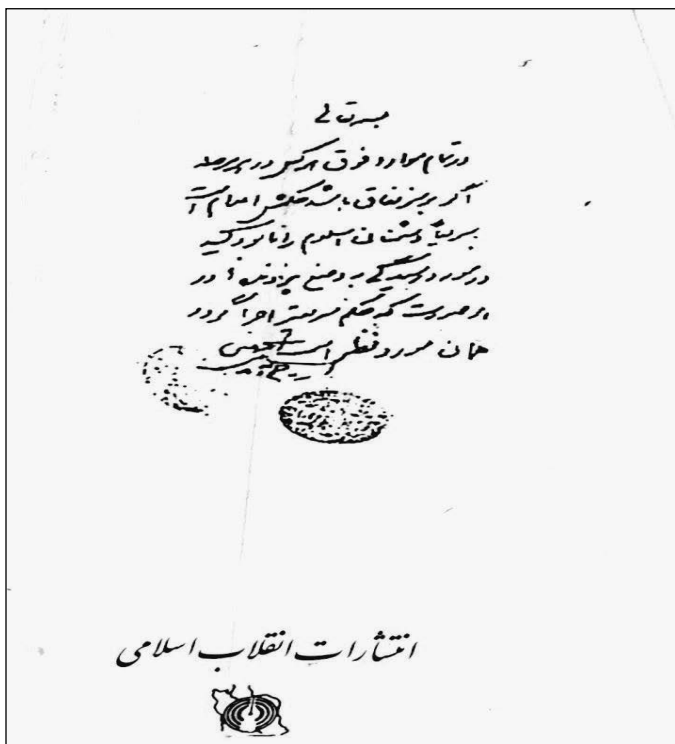 بسمه تعالی
در تمام موارد فوق هر کس در هر مرحله
اگر بر سر نفاق باشد حکمش اعدام است
سریعاً دشمنان اسلام را نابود کنید
در مورد رسیدگی به وضع پرونده‌ها در
هر صورت که حکم سریعتر اجرا گردد
همان مورد نظر است
انتشارات انقلاب اسلامی